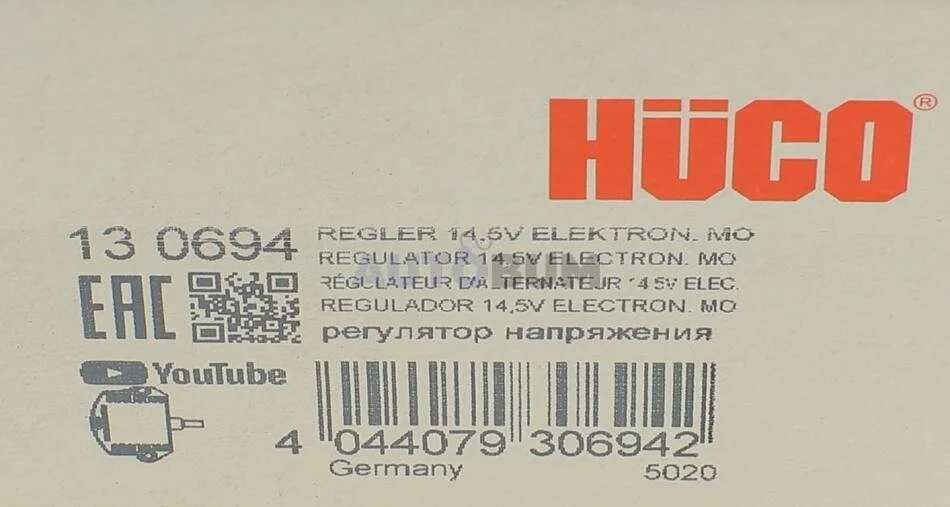 HÜCO®
13 0694
REGLER 14,5V ELEKTRON. MO
REGULATOR 14,5V ELECTRON. MO
RÉGULATEUR D'ALTERNATEUR 14.5V ELEC.
REGULADOR 14,5V ELECTRON. MO
регулятор напряжения
EAC
YouTube
4 044079 306942
Germany
5020
AUTOBUM